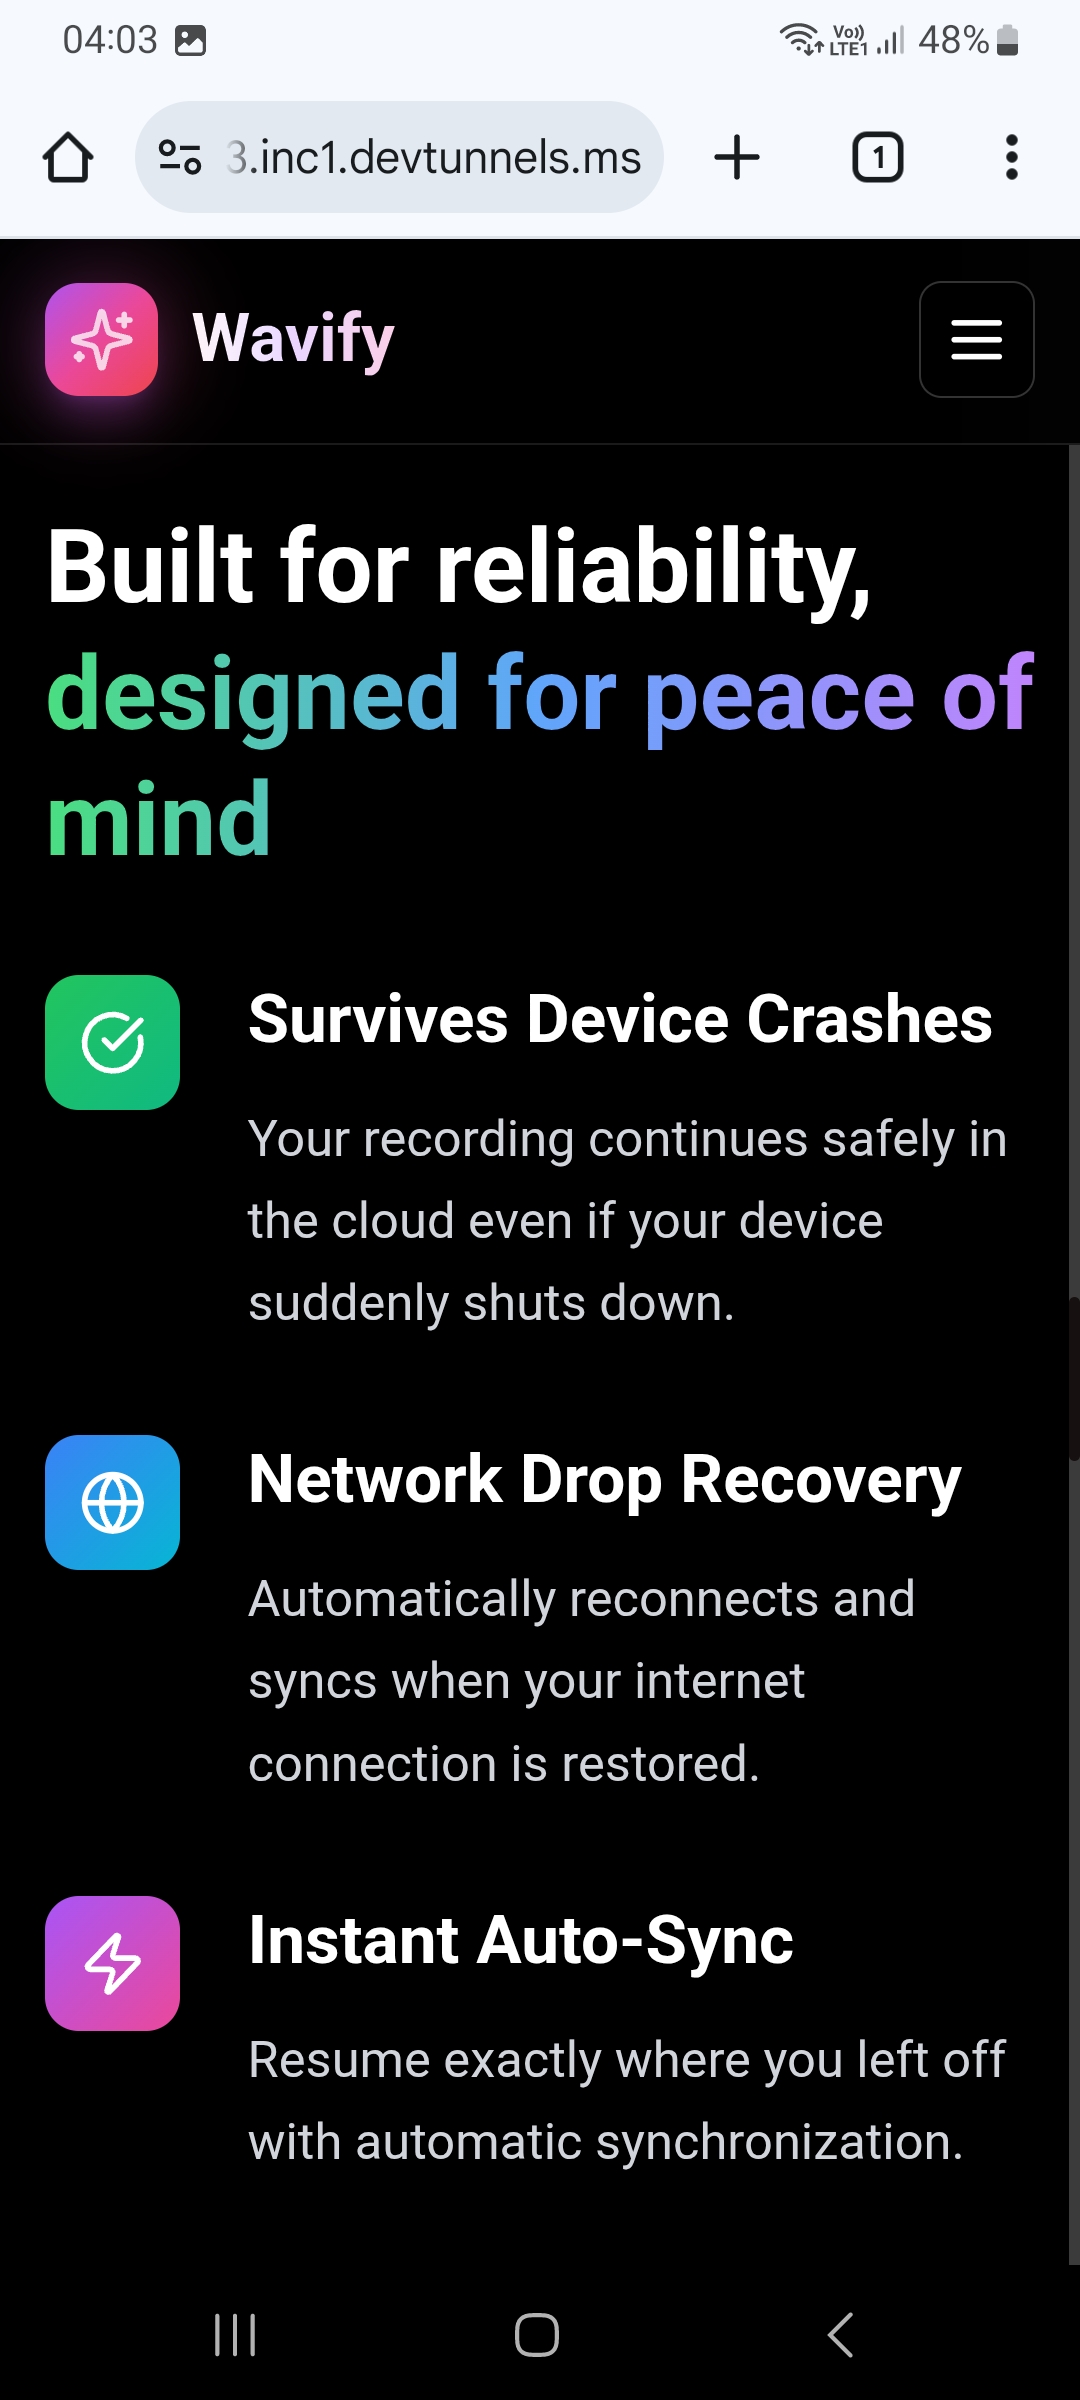 04:03
Vo)) LTE1 48%
3.inc1.devtunnels.ms
1
Wavify
Built for reliability,
designed for peace of
mind
Survives Device Crashes
Your recording continues safely in
the cloud even if your device
suddenly shuts down.
Network Drop Recovery
Automatically reconnects and
syncs when your internet
connection is restored.
Instant Auto-Sync
Resume exactly where you left off
with automatic synchronization.